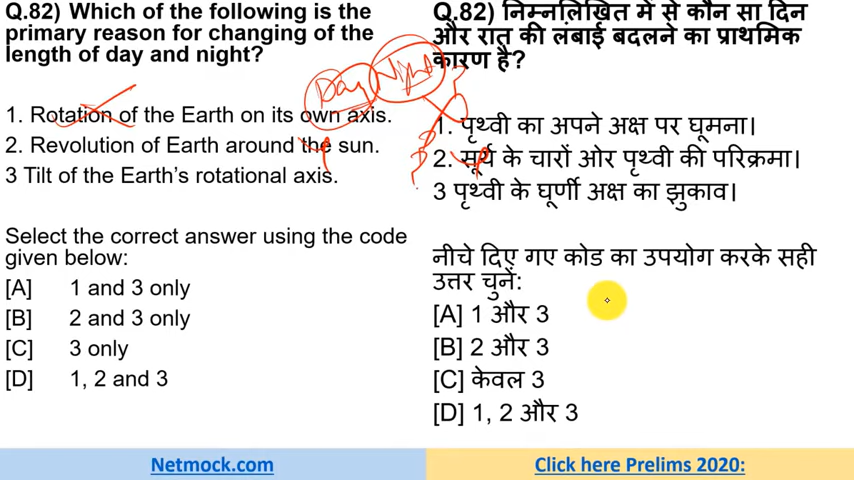 Q.82) Which of the following is the
primary reason for changing of the
length of day and night?
1. Rotation of the Earth on its own axis.
2. Revolution of Earth around the sun.
3 Tilt of the Earth's rotational axis.
Select the correct answer using the code
given below:
[A] 1 and 3 only
[B] 2 and 3 only
[C] 3 only
[D] 1, 2 and 3
Day Night ?
Q.82) निम्नलिखित में से कौन सा दिन
और रात की लंबाई बदलने का प्राथमिक
कारण है?
1. पृथ्वी का अपने अक्ष पर घूमना।
2. सूर्य के चारों ओर पृथ्वी की परिक्रमा।
3 पृथ्वी के घूर्णी अक्ष का झुकाव।
नीचे दिए गए कोड का उपयोग करके सही
उत्तर चुनें:
[A] 1 और 3
[B] 2 और 3
[C] केवल 3
[D] 1, 2 और 3
Netmock.com
Click here Prelims 2020: